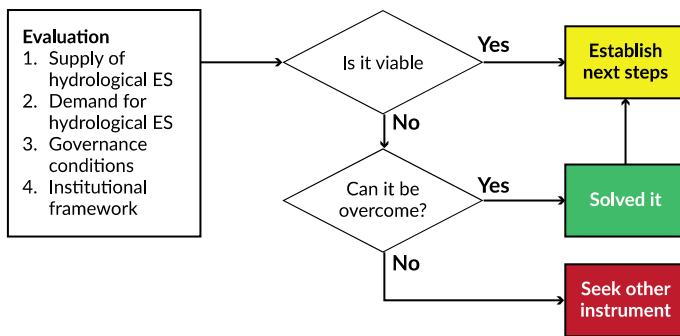 Evaluation
1. Supply of
hydrological ES
2. Demand for
hydrological ES
3. Governance
conditions
4. Institutional
framework
Is it viable
Yes
Establish
next steps
No
Can it be
overcome?
Yes
Solved it
No
Seek other
instrument